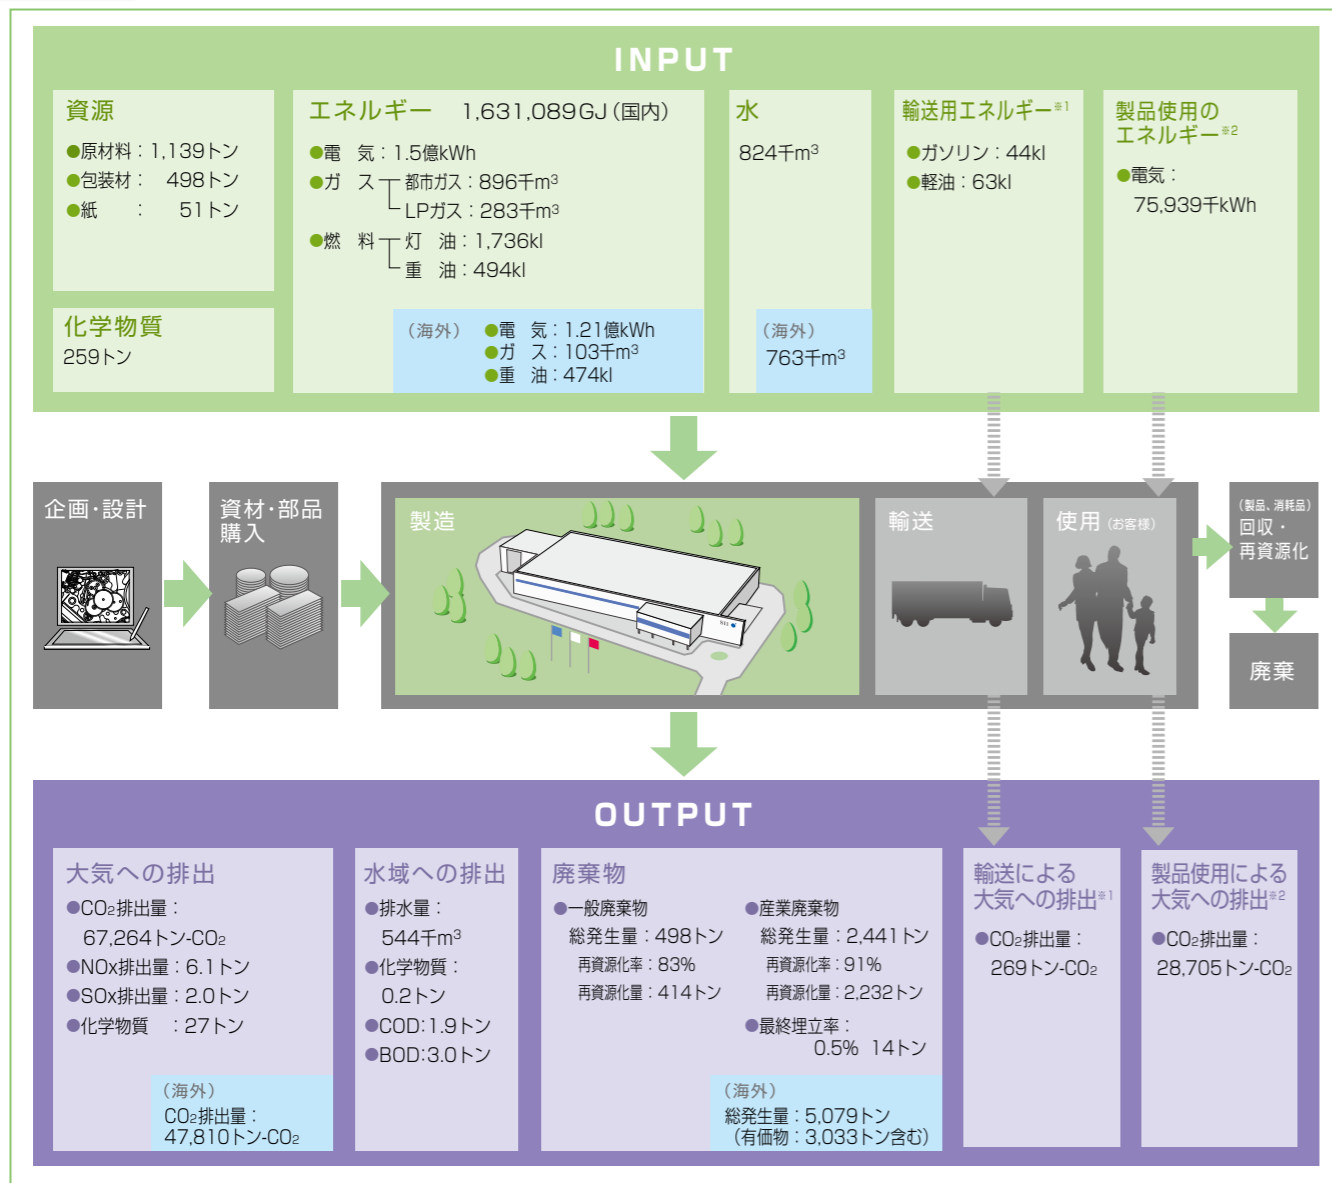 INPUT
資源
●原材料：1,139トン
●包装材：　498トン
●紙　　：　51トン
化学物質
259トン
エネルギー　1,631,089GJ（国内）
●電　気：1.5億kWh
●ガ　ス　都市ガス：896千m³
LPガス：283千m³
●燃　料　灯　油：1,736kl
重　油：494kl
（海外）　●電　気：1.21億kWh
●ガ　ス：103千m³
●重　油：474kl
水
824千m³
（海外）
763千m³
輸送用エネルギー※1
●ガソリン：44kl
●軽油：63kl
製品使用の
エネルギー※2
●電気：
75,939千kWh
企画・設計
資材・部品
購入
製造
SII
輸送
使用（お客様）
（製品、消耗品）
回収・
再資源化
廃棄
OUTPUT
大気への排出
●CO₂排出量：
67,264トン-CO₂
●NOx排出量：6.1トン
●SOx排出量：2.0トン
●化学物質　：27トン
（海外）
CO₂排出量：
47,810トン-CO₂
水域への排出
●排水量：
544千m³
●化学物質：
0.2トン
●COD：1.9トン
●BOD：3.0トン
廃棄物
●一般廃棄物
総発生量：498トン
再資源化率：83%
再資源化量：414トン
●産業廃棄物
総発生量：2,441トン
再資源化率：91%
再資源化量：2,232トン
●最終埋立率：
0.5%　14トン
（海外）
総発生量：5,079トン
（有価物：3,033トン含む）
輸送による
大気への排出※1
●CO₂排出量：
269トン-CO₂
製品使用による
大気への排出※2
●CO₂排出量：
28,705トン-CO₂